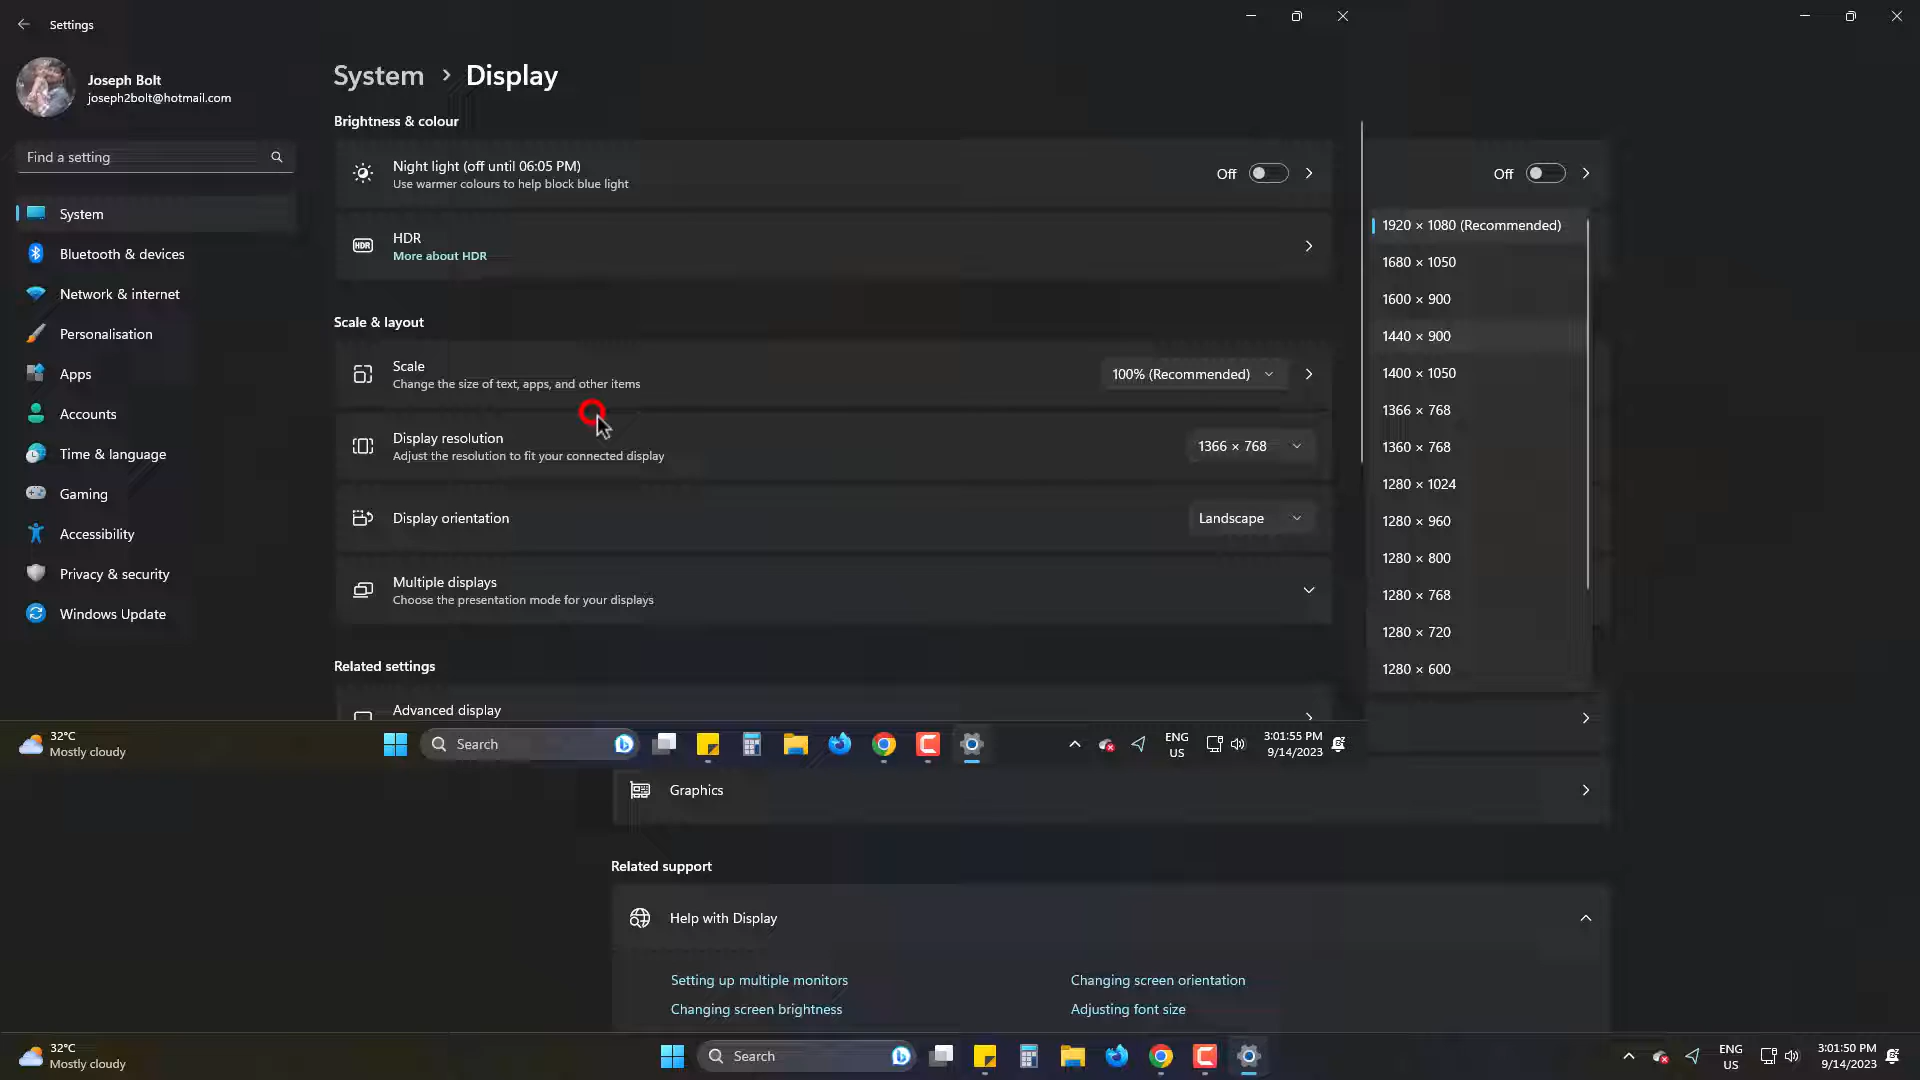 Settings
Joseph Bolt
joseph2bolt@hotmail.com
Find a setting
System
Bluetooth & devices
Network & internet
Personalisation
Apps
Accounts
Time & language
Gaming
Accessibility
Privacy & security
Windows Update
System > Display
Brightness & colour
Night light (off until 06:05 PM)
Use warmer colours to help block blue light
Off
HDR
HDR
More about HDR
Scale & layout
Scale
Change the size of text, apps, and other items
100% (Recommended)
Display resolution
Adjust the resolution to fit your connected display
1366 × 768
Display orientation
Landscape
Multiple displays
Choose the presentation mode for your displays
Related settings
Advanced display
Off
1920 × 1080 (Recommended)
1680 × 1050
1600 × 900
1440 × 900
1400 × 1050
1366 × 768
1360 × 768
1280 × 1024
1280 × 960
1280 × 800
1280 × 768
1280 × 720
1280 × 600
32°C
Mostly cloudy
Search
ENG
US
3:01:55 PM
9/14/2023
Graphics
Related support
Help with Display
Setting up multiple monitors
Changing screen orientation
Changing screen brightness
Adjusting font size
32°C
Mostly cloudy
Search
ENG
US
3:01:50 PM
9/14/2023